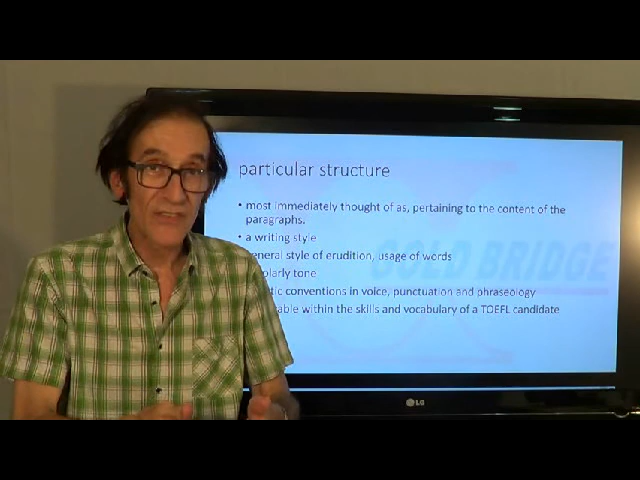 particular structure
• most immediately thought of as, pertaining to the content of the
paragraphs.
• a writing style
general style of erudition, usage of words
tone
conventions in voice, punctuation and phraseology
within the skills and vocabulary of a TOEFL candidate
GOLD BRIDGE
LG